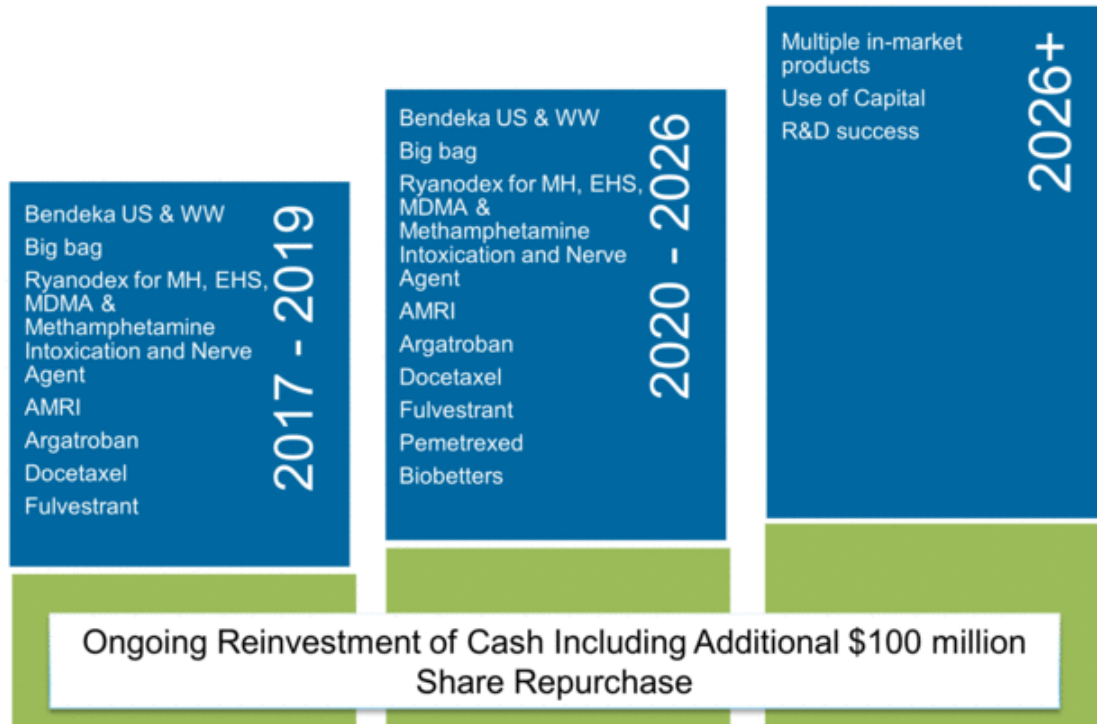 Bendeka US & WW
Big bag
Ryanodex for MH, EHS,
MDMA &
Methamphetamine
Intoxication and Nerve
Agent
AMRI
Argatroban
Docetaxel
Fulvestrant
2017 - 2019
Bendeka US & WW
Big bag
Ryanodex for MH, EHS,
MDMA &
Methamphetamine
Intoxication and Nerve
Agent
AMRI
Argatroban
Docetaxel
Fulvestrant
Pemetrexed
Biobetters
2020 - 2026
Multiple in-market
products
Use of Capital
R&D success
2026+
Ongoing Reinvestment of Cash Including Additional $100 million
Share Repurchase